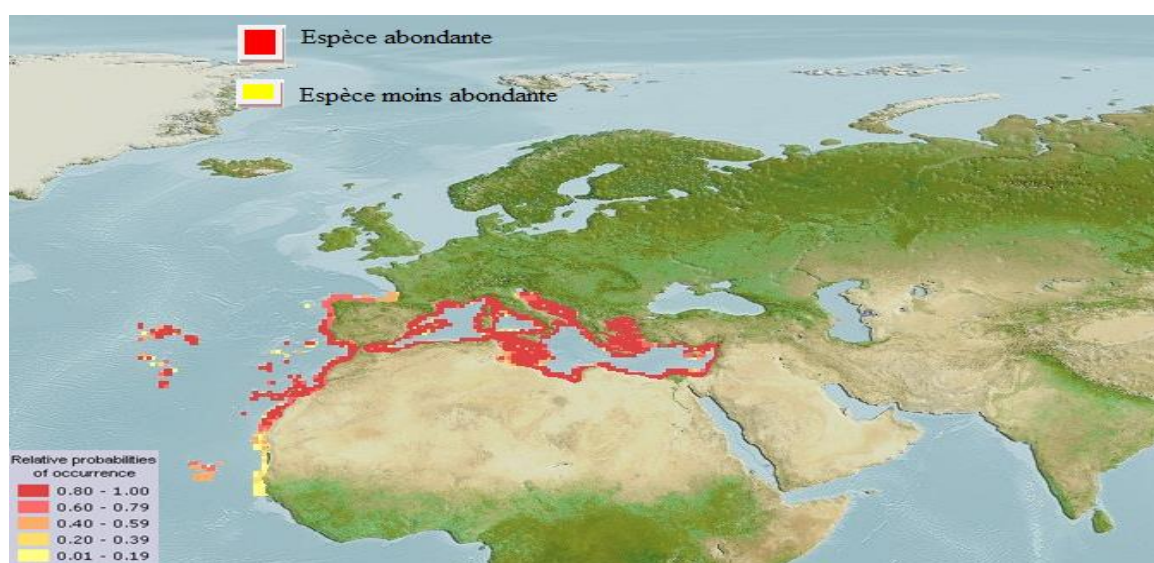 Espèce abondante
Espèce moins abondante
Relative probabilities
of occurrence
0.80 - 1.00
0.60 - 0.79
0.40 - 0.59
0.20 - 0.39
0.01 - 0.19